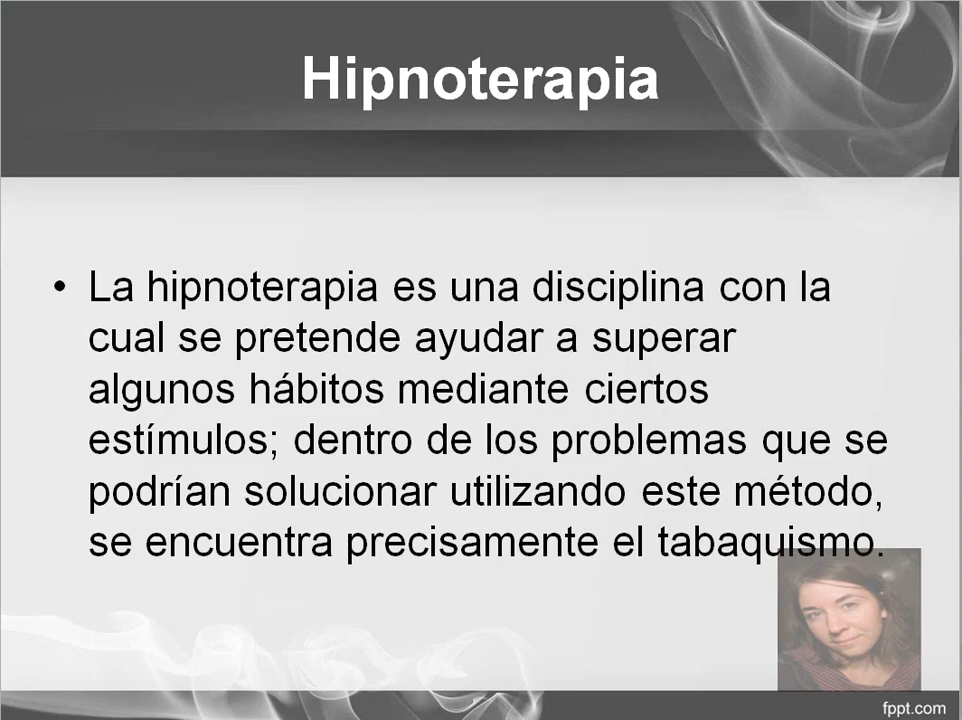 Hipnoterapia
• La hipnoterapia es una disciplina con la
cual se pretende ayudar a superar
algunos hábitos mediante ciertos
estímulos; dentro de los problemas que se
podrían solucionar utilizando este método,
se encuentra precisamente el tabaquismo.
fppt.com